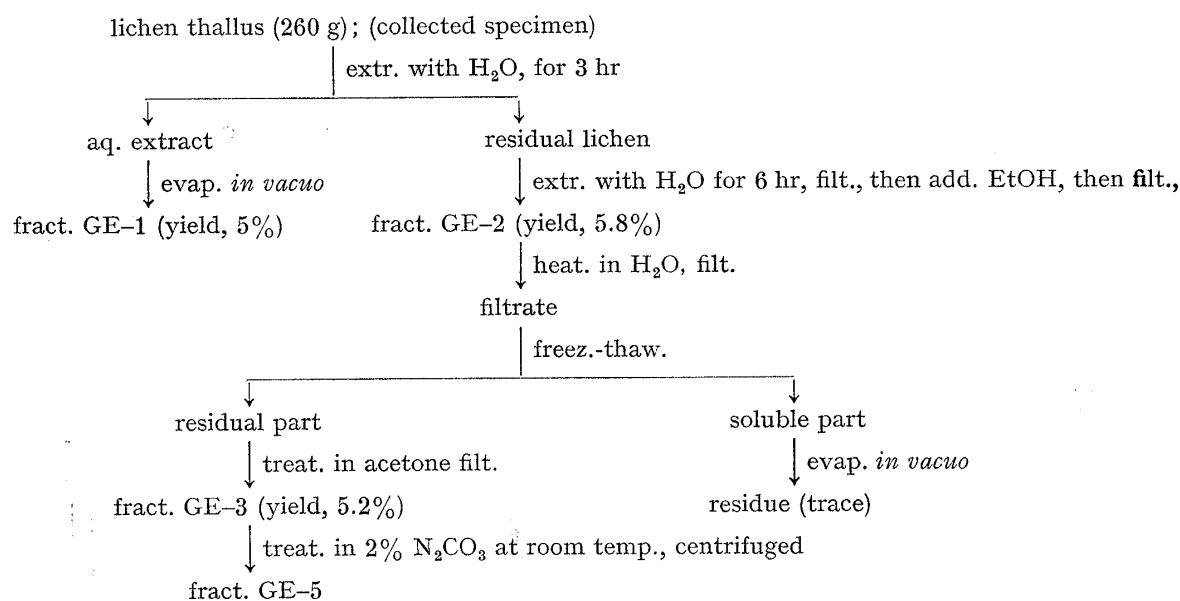 lichen thallus (260 g); (collected specimen)
extr. with H₂O, for 3 hr
aq. extract
residual lichen
evap. in vacuo
extr. with H₂O for 6 hr, filt., then add. EtOH, then filt.,
fract. GE–1 (yield, 5%)
fract. GE–2 (yield, 5.8%)
heat. in H₂O, filt.
filtrate
freez.-thaw.
residual part
soluble part
treat. in acetone filt.
evap. in vacuo
fract. GE–3 (yield, 5.2%)
residue (trace)
treat. in 2% N₂CO₃ at room temp., centrifuged
fract. GE–5